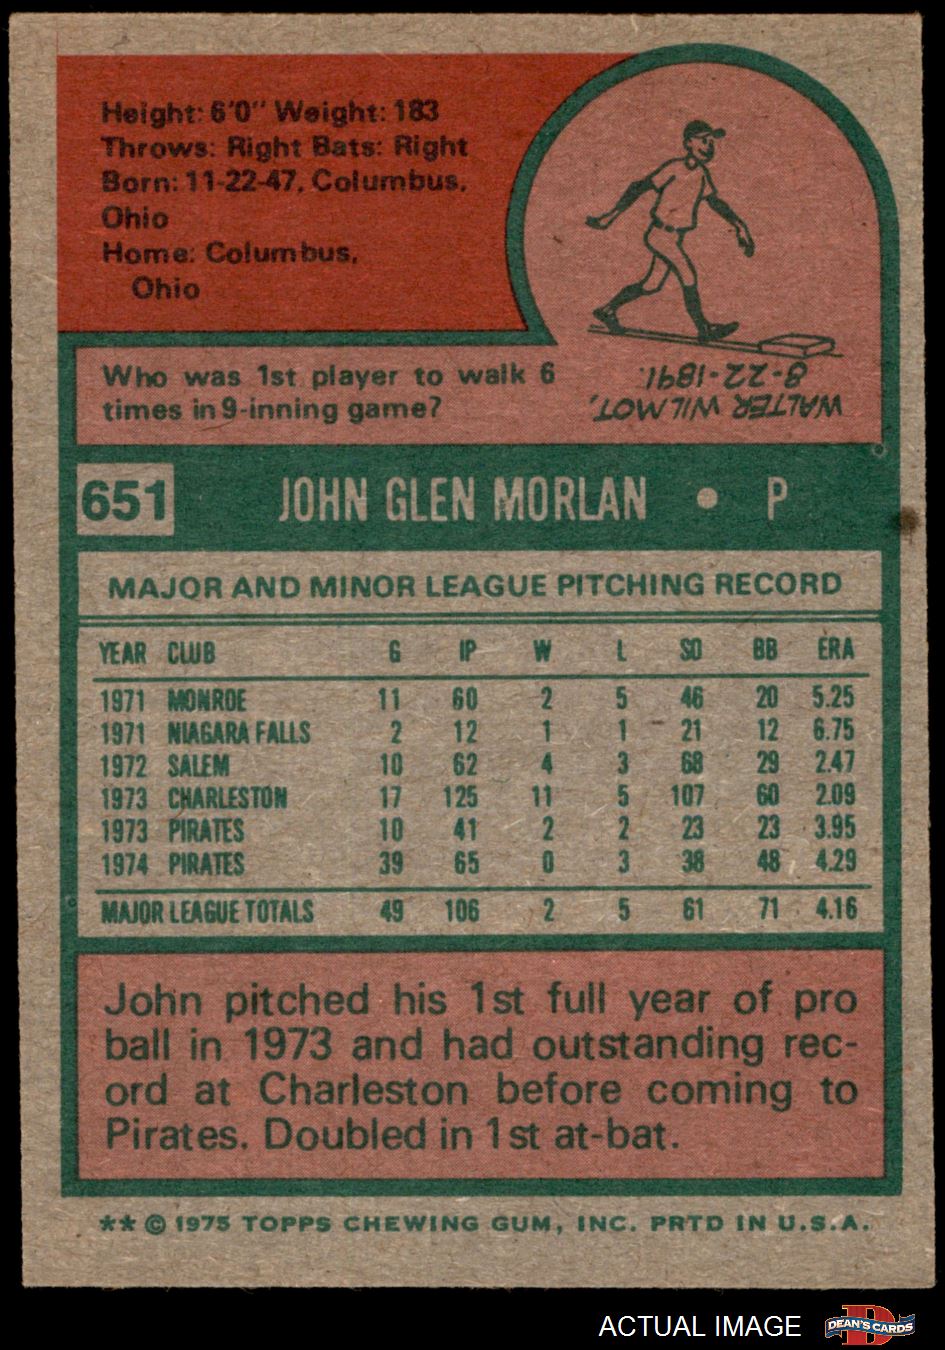 Height: 6'0" Weight: 183
Throws: Right Bats: Right
Born: 11-22-47, Columbus,
Ohio
Home: Columbus,
Ohio
Who was 1st player to walk 6
times in 9-inning game?
WALTER WILMOT,
8-22-1891.
651 JOHN GLEN MORLAN • P
MAJOR AND MINOR LEAGUE PITCHING RECORD
YEAR CLUB G IP W L SO BB ERA
1971 MONROE 11 60 2 5 46 20 5.25
1971 NIAGARA FALLS 2 12 1 1 21 12 6.75
1972 SALEM 10 62 4 3 68 29 2.47
1973 CHARLESTON 17 125 11 5 107 60 2.09
1973 PIRATES 10 41 2 2 23 23 3.95
1974 PIRATES 39 65 0 3 38 48 4.29
MAJOR LEAGUE TOTALS 49 106 2 5 61 71 4.16
John pitched his 1st full year of pro
ball in 1973 and had outstanding rec-
ord at Charleston before coming to
Pirates. Doubled in 1st at-bat.
** © 1975 TOPPS CHEWING GUM, INC. PRTD IN U.S.A.
ACTUAL IMAGE
D
DEAN'S CARDS